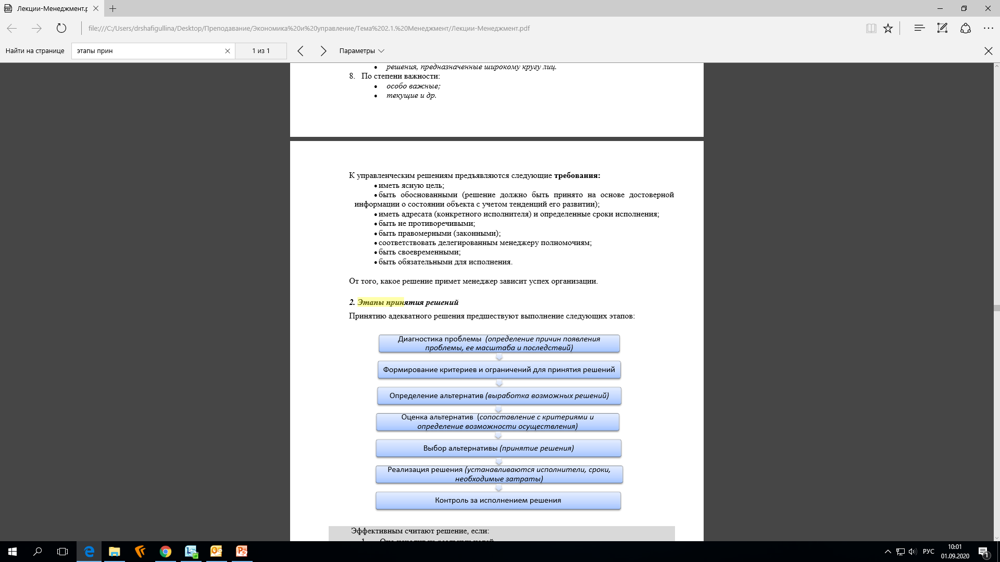 Лекции-Менеджмент.p
file:///C:/Users/drshafigullina/Desktop/Преподавание/Экономика%20и%20управление/Тема%202.1.%20Менеджмент/Лекции-Менеджмент.pdf
Найти на странице
этапы прин
1 из 1
Параметры
• решения, предназначенные широкому кругу лиц.
8. По степени важности:
• особо важные;
• текущие и др.
К управленческим решениям предъявляются следующие требования:
• иметь ясную цель;
• быть обоснованными (решение должно быть принято на основе достоверной
информации о состоянии объекта с учетом тенденций его развитии);
• иметь адресата (конкретного исполнителя) и определенные сроки исполнения;
• быть не противоречивыми;
• быть правомерными (законными);
• соответствовать делегированным менеджеру полномочиям;
• быть своевременными;
• быть обязательными для исполнения.
От того, какое решение примет менеджер зависит успех организации.
2. Этапы принятия решений
Принятию адекватного решения предшествуют выполнение следующих этапов:
Диагностика проблемы (определение причин появления
проблемы, ее масштаба и последствий)
Формирование критериев и ограничений для принятия решений
Определение альтернатив (выработка возможных решений)
Оценка альтернатив (сопоставление с критериями и
определение возможности осуществления)
Выбор альтернативы (принятие решения)
Реализация решения (устанавливаются исполнители, сроки,
необходимые затраты)
Контроль за исполнением решения
Эффективным считают решение, если:
РУС
10:01
01.09.2020
1